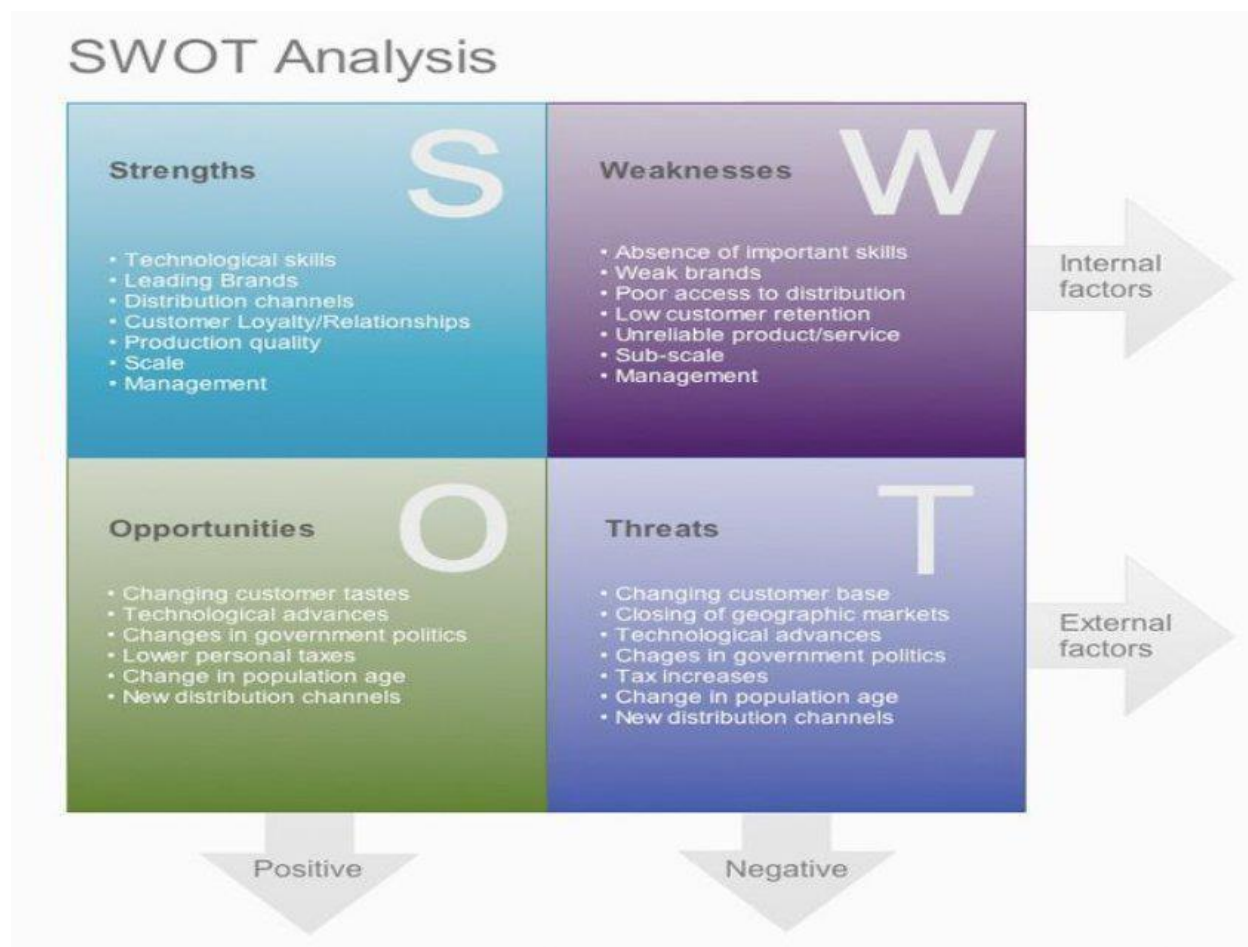 SWOT Analysis
S
Strengths
• Technological skills
• Leading Brands
• Distribution channels
• Customer Loyalty/Relationships
• Production quality
• Scale
• Management
W
Weaknesses
• Absence of important skills
• Weak brands
• Poor access to distribution
• Low customer retention
• Unreliable product/service
• Sub-scale
• Management
Internal
factors
O
Opportunities
• Changing customer tastes
• Technological advances
• Changes in government politics
• Lower personal taxes
• Change in population age
• New distribution channels
T
Threats
• Changing customer base
• Closing of geographic markets
• Technological advances
• Chages in government politics
• Tax increases
• Change in population age
• New distribution channels
External
factors
Positive
Negative